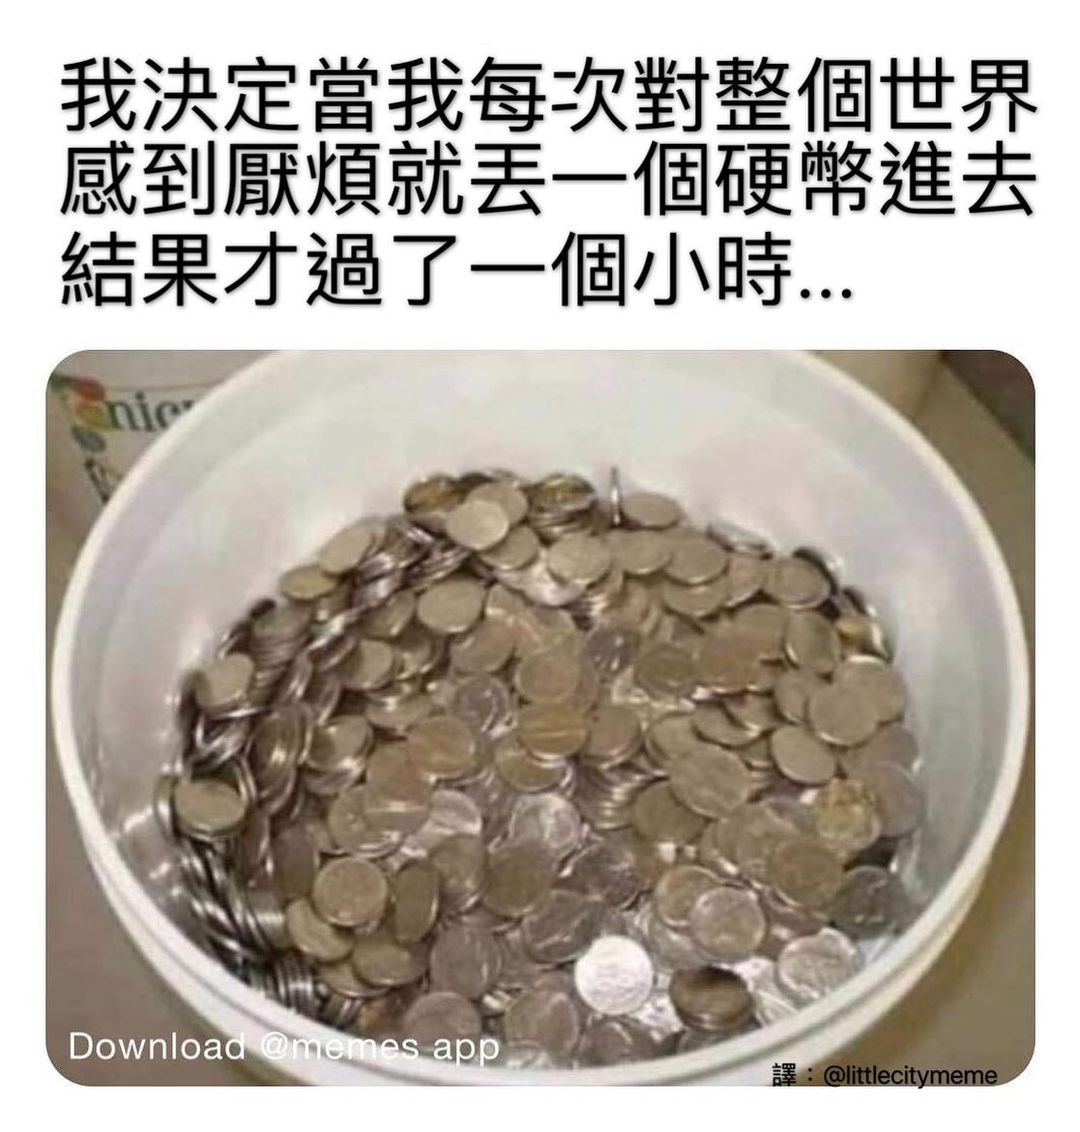 我決定當我每次對整個世界
感到厭煩就丟一個硬幣進去
結果才過了一個小時...
Download @memes app
譯：@littlecitymeme